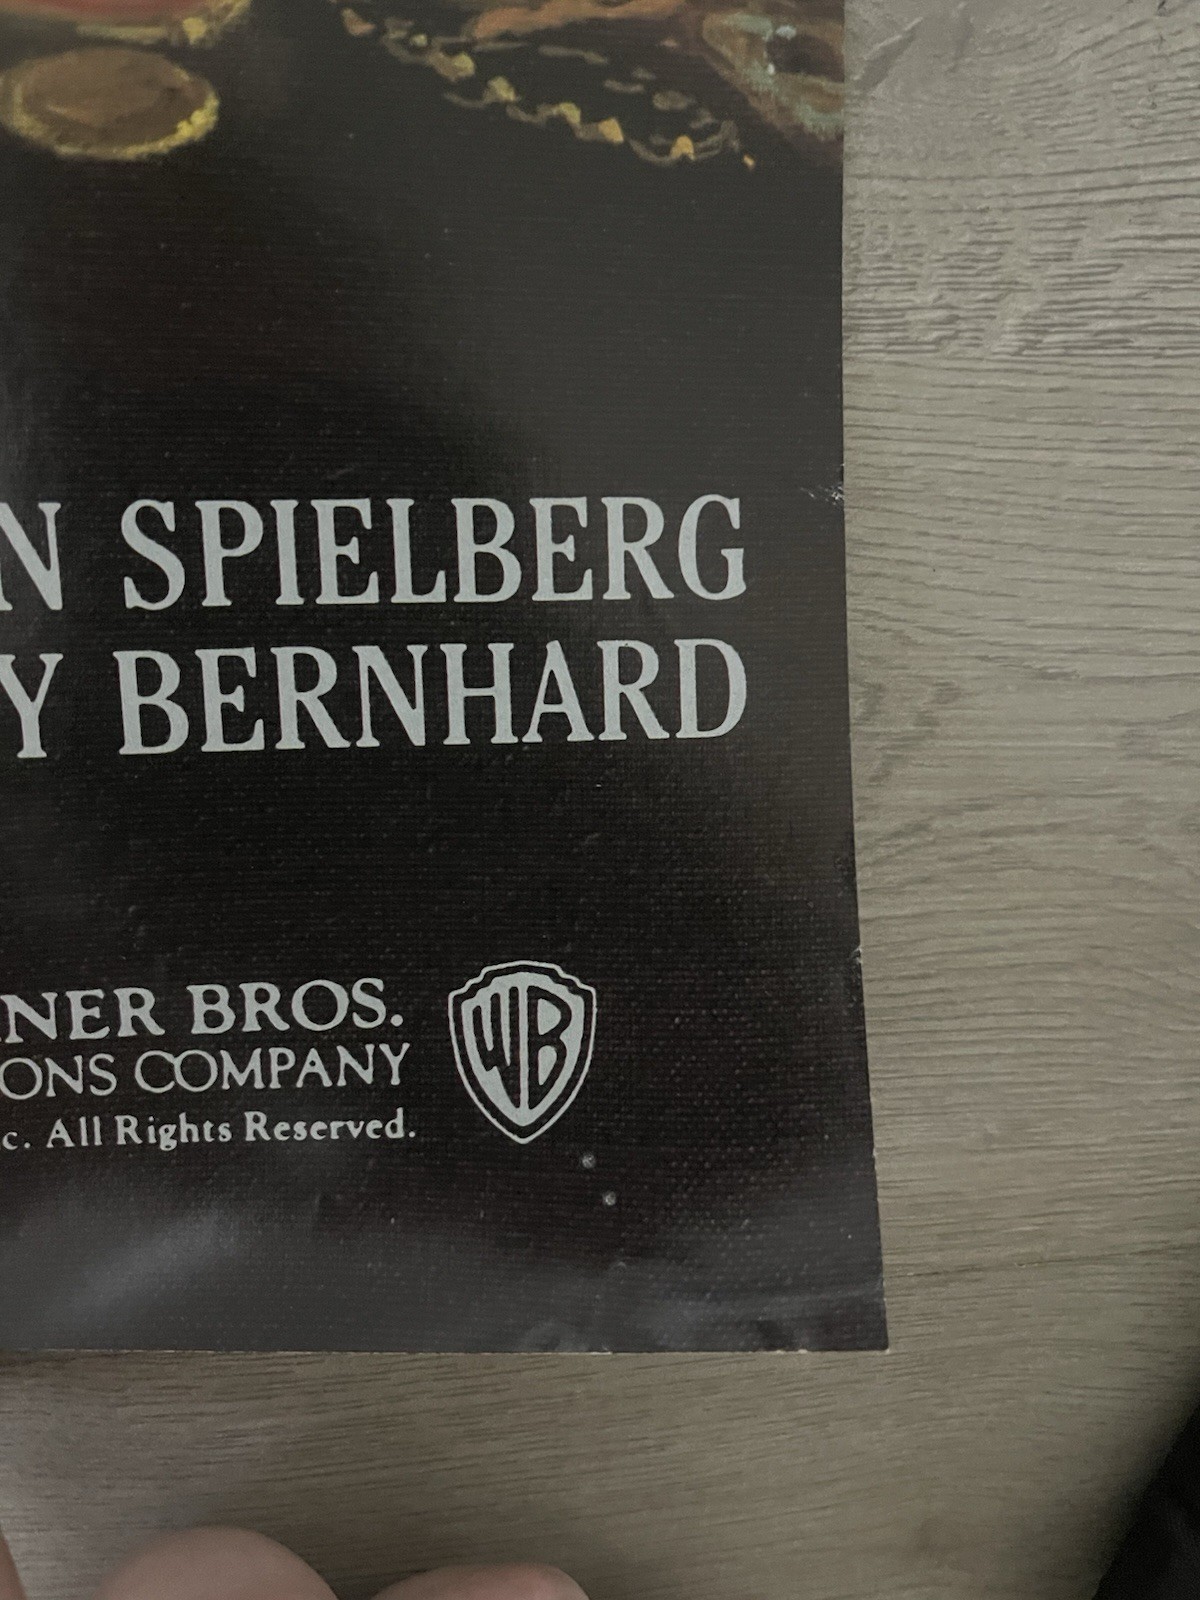 N SPIELBERG
Y BERNHARD
NER BROS.
ONS COMPANY
c. All Rights Reserved.
WB